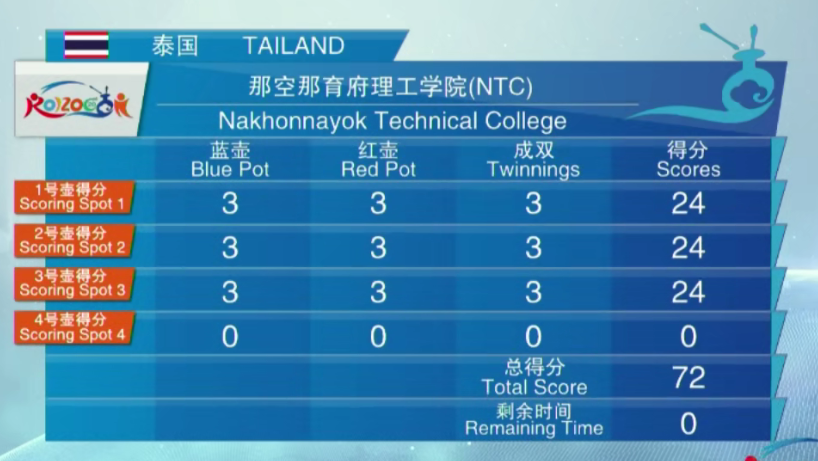 泰国 TAILAND
ROBOCON
那空那育府理工学院(NTC)
Nakhonnayok Technical College
蓝壶 红壶 成双 得分
Blue Pot Red Pot Twinnings Scores
1号壶得分
Scoring Spot 1
3 3 3 24
2号壶得分
Scoring Spot 2
3 3 3 24
3号壶得分
Scoring Spot 3
3 3 3 24
4号壶得分
Scoring Spot 4
0 0 0 0
总得分
Total Score
72
剩余时间
Remaining Time
0